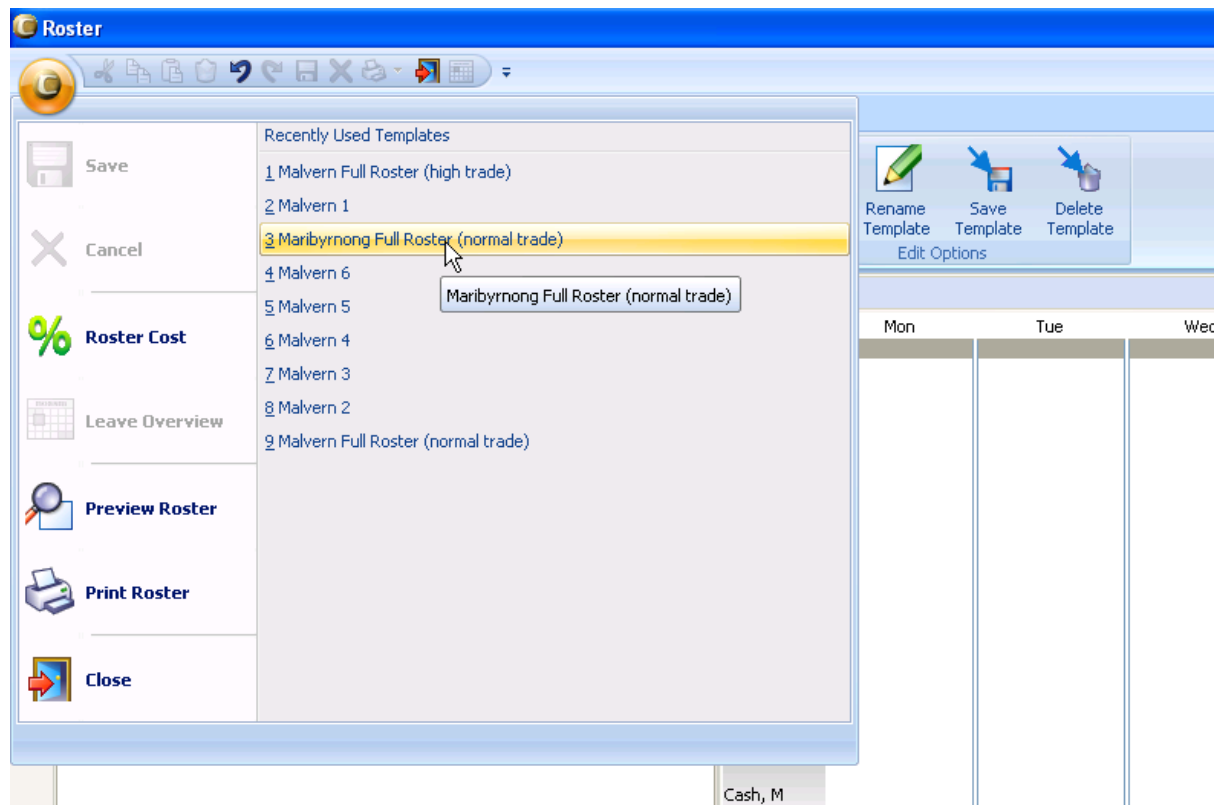 Roster
Save
Cancel
Roster Cost
Leave Overview
Preview Roster
Print Roster
Close
Recently Used Templates
1 Malvern Full Roster (high trade)
2 Malvern 1
3 Maribyrnong Full Roster (normal trade)
4 Malvern 6
5 Malvern 5
6 Malvern 4
7 Malvern 3
8 Malvern 2
9 Malvern Full Roster (normal trade)
Maribyrnong Full Roster (normal trade)
Rename Template
Save Template
Delete Template
Edit Options
Mon Tue Wed
Cash, M